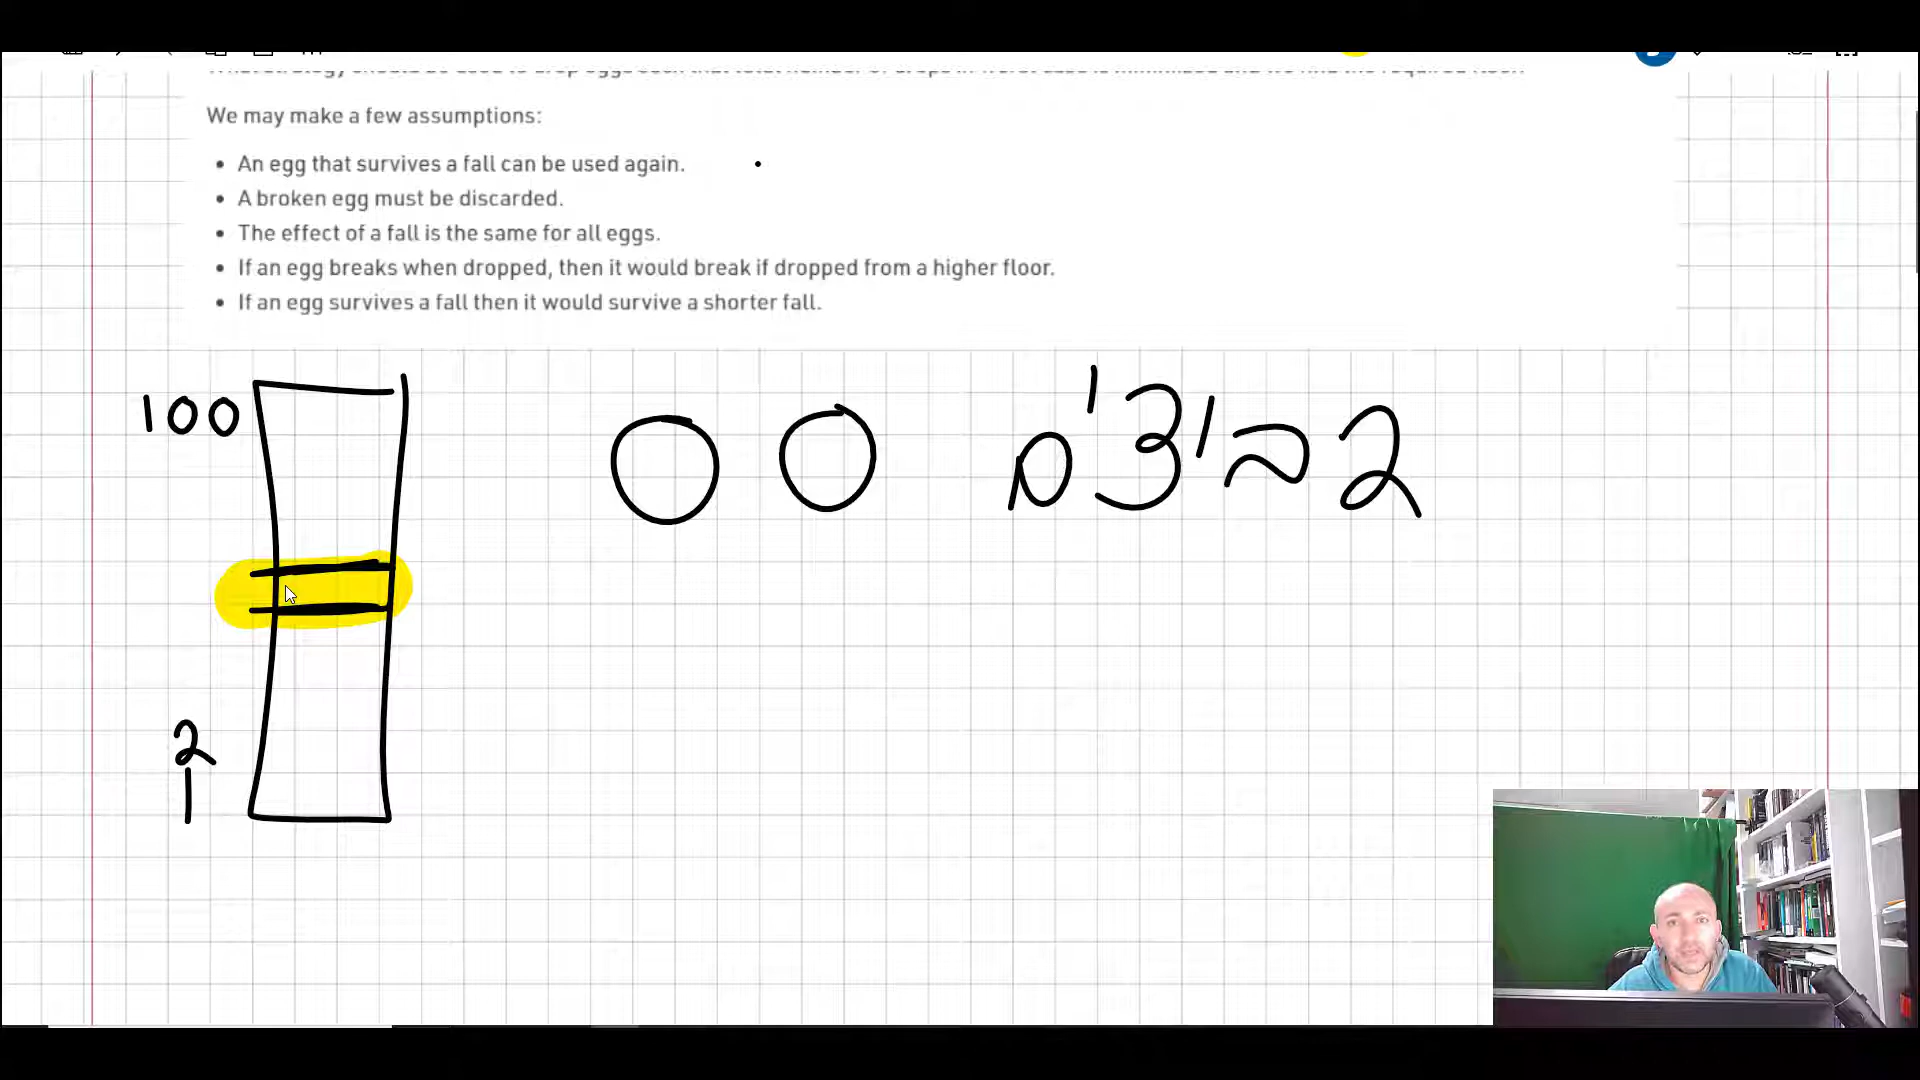 We may make a few assumptions:
• An egg that survives a fall can be used again.
• A broken egg must be discarded.
• The effect of a fall is the same for all eggs.
• If an egg breaks when dropped, then it would break if dropped from a higher floor.
• If an egg survives a fall then it would survive a shorter fall.
100
2 ביצים
2
1